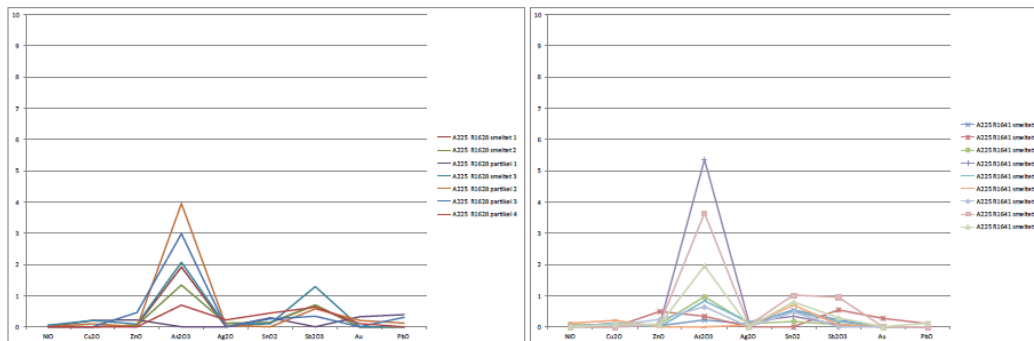 10
9
8
7
6
5
4
3
2
1
0
NiO Cu2O ZnO As2O3 Ag2O SnO2 Sb2O3 Au PbO
A225 R1628 smeltet 1
A225 R1628 smeltet 2
A225 R1628 partikel 1
A225 R1628 smeltet 3
A225 R1628 partikel 2
A225 R1628 partikel 3
A225 R1628 partikel 4
10
9
8
7
6
5
4
3
2
1
0
NiO Cu2O ZnO As2O3 Ag2O SnO2 Sb2O3 Au PbO
A225 R1641 smeltet
A225 R1641 smeltet
A225 R1641 smeltet
A225 R1641 smeltet
A225 R1641 smeltet
A225 R1641 smeltet
A225 R1641 smeltet
A225 R1641 smeltet
A225 R1641 smeltet